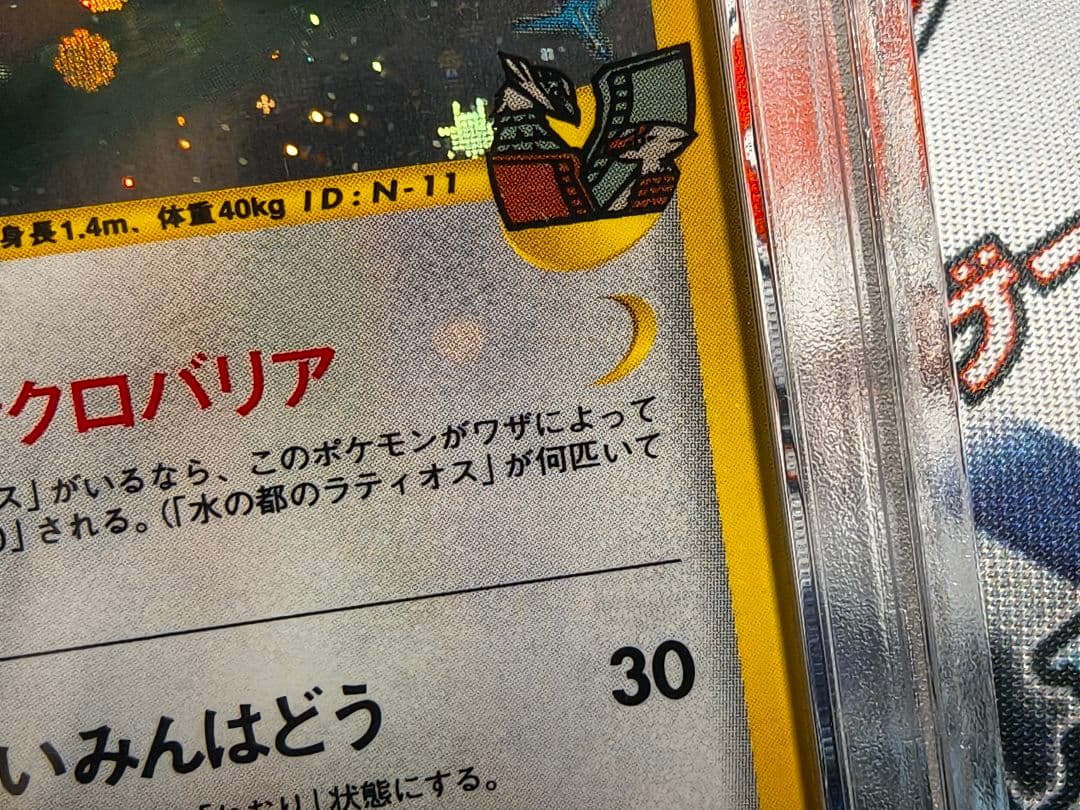 身長1.4m、体重40kg ID:N-11
クロバリア
ス」がいるなら、このポケモンがワザによって
」される。(「水の都のラティオス」が何匹いて
いみんはどう 30
状態にする。